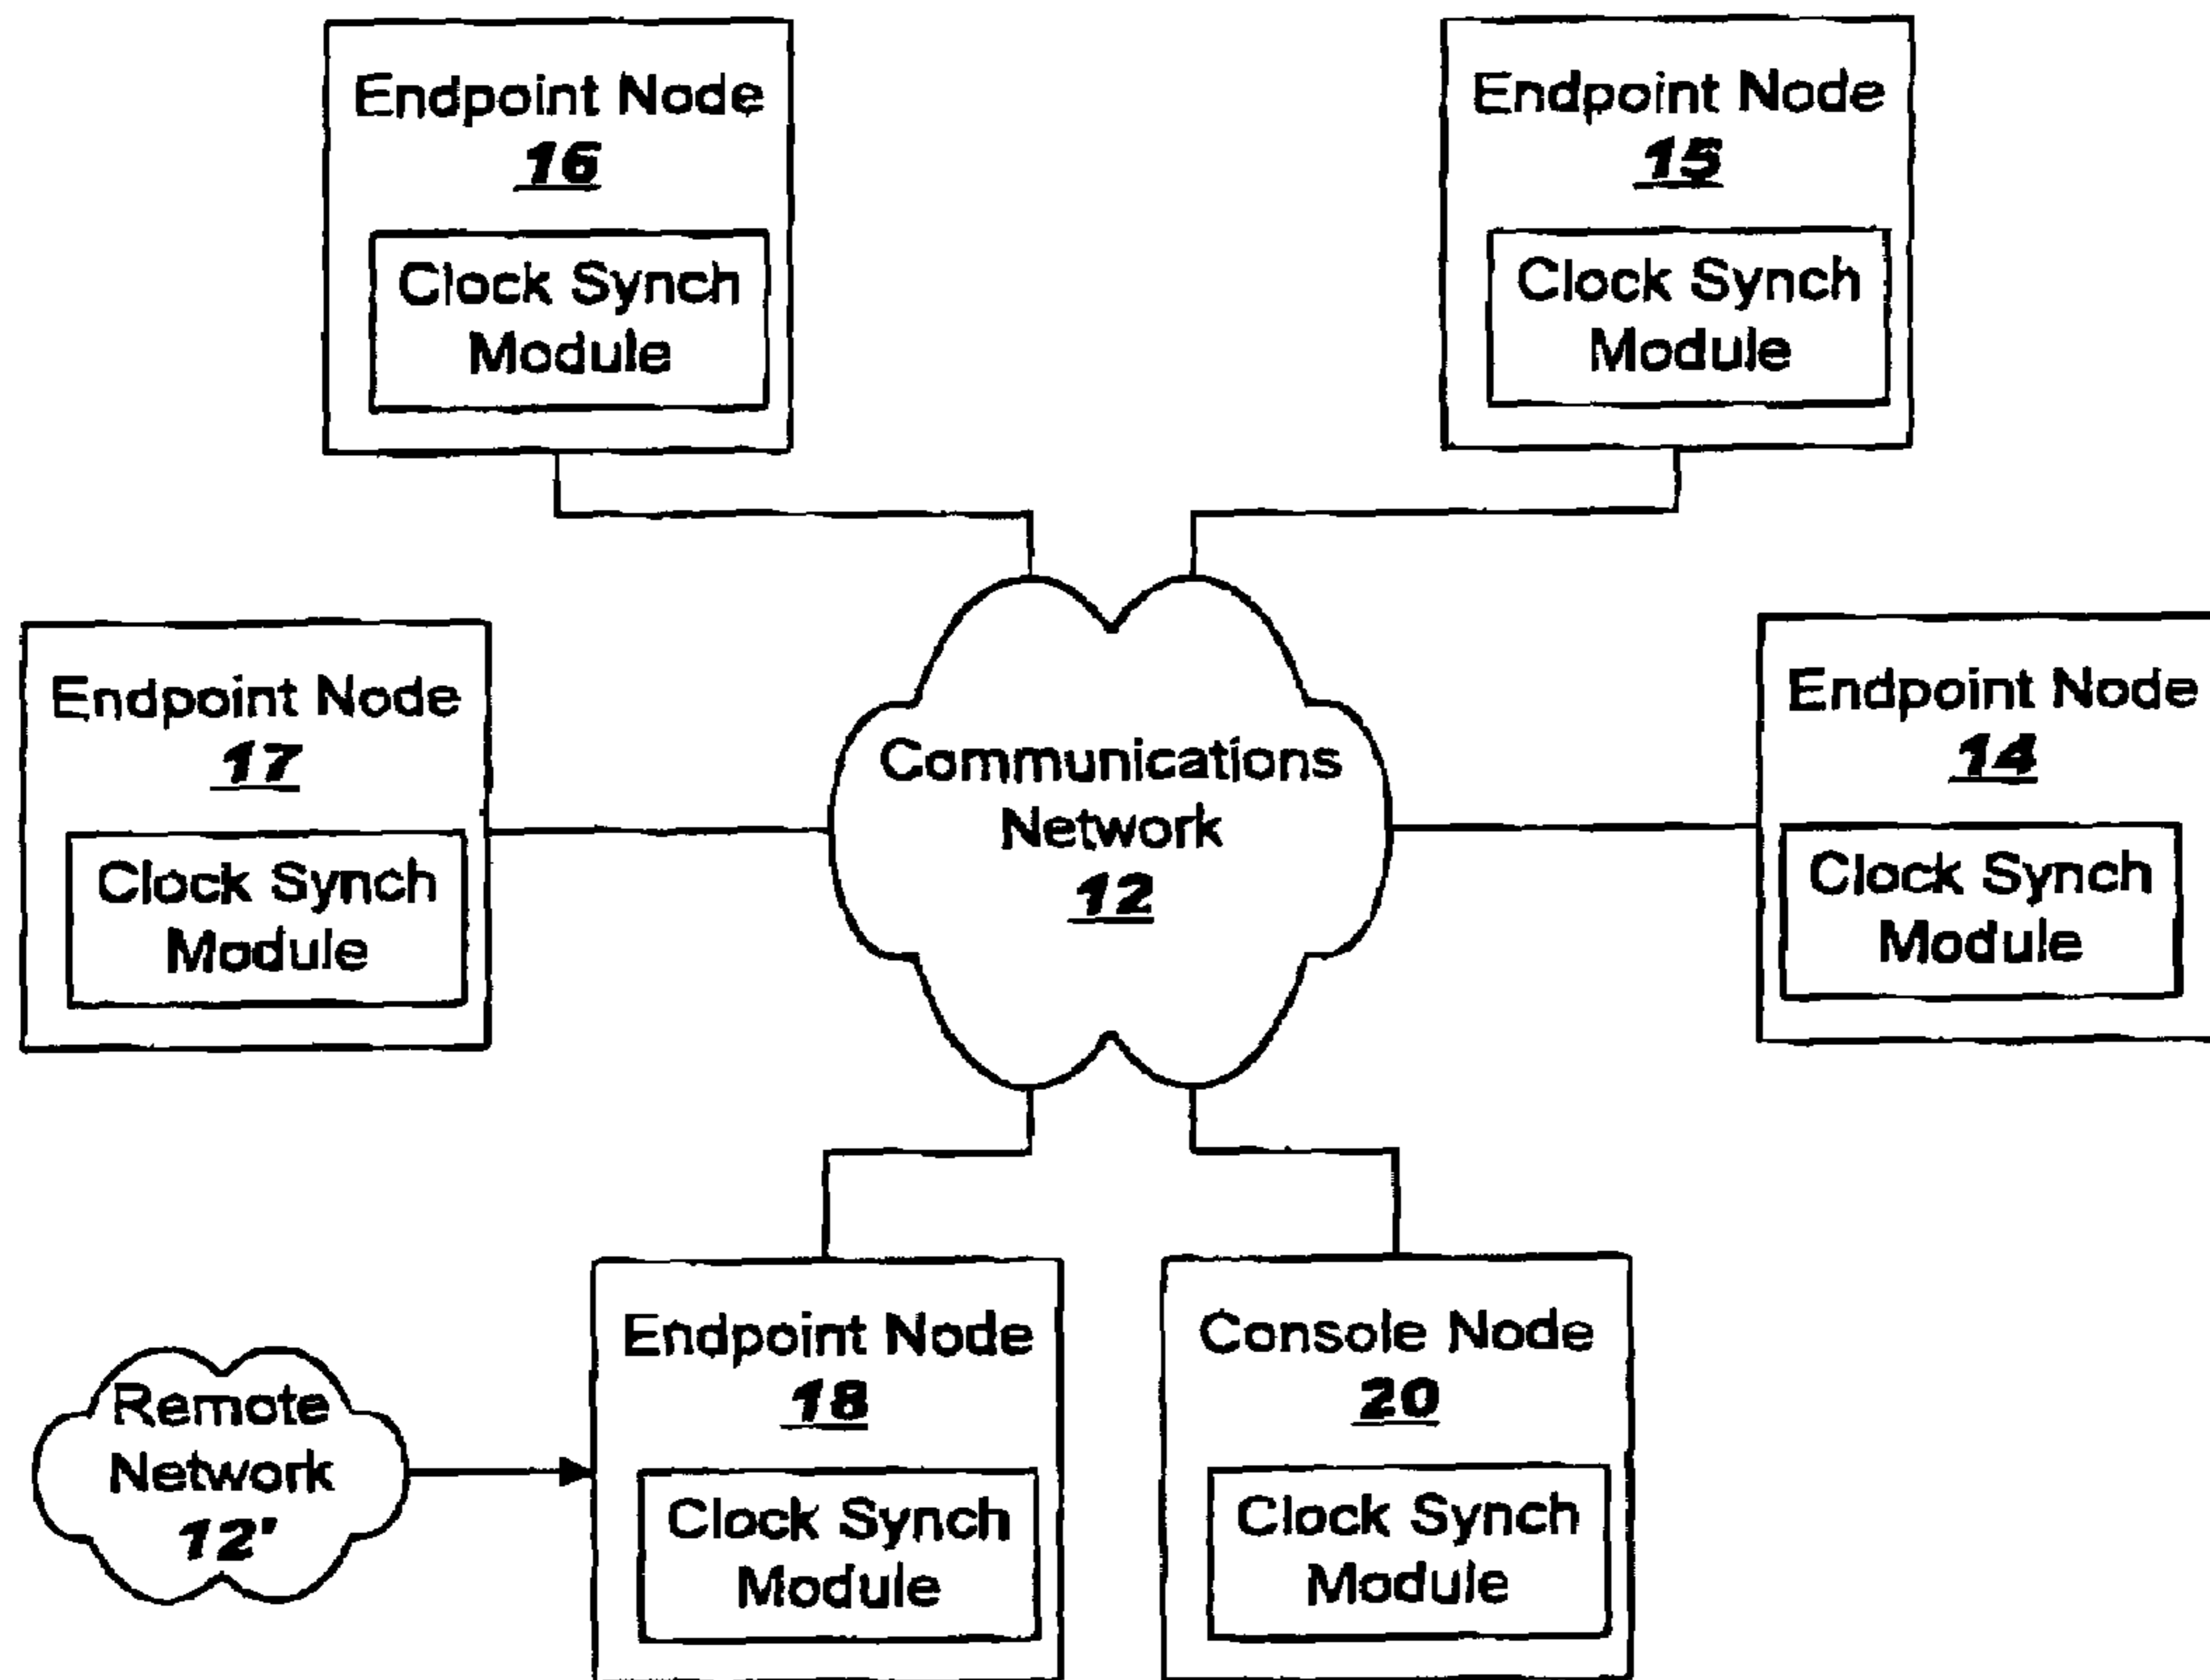 Endpoint Node
16
Clock Synch
Module
Endpoint Node
15
Clock Synch
Module
Endpoint Node
17
Clock Synch
Module
Communications
Network
12
Endpoint Node
14
Clock Synch
Module
Remote
Network
12'
Endpoint Node
18
Clock Synch
Module
Console Node
20
Clock Synch
Module